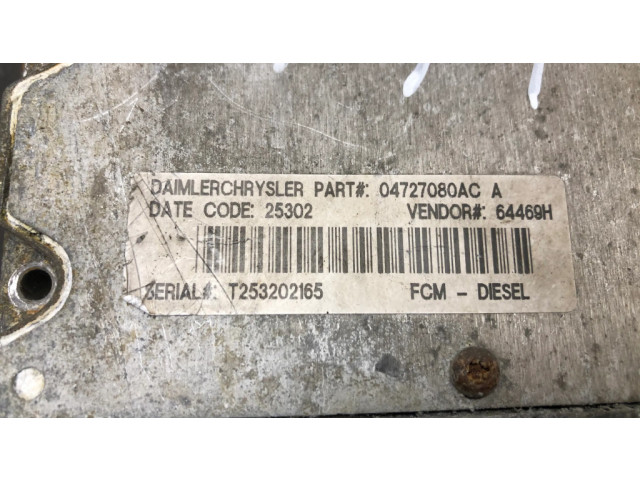 DAIMLERCHRYSLER PART#: 04727080AC A
DATE CODE: 25302 VENDOR#: 64469H
SERIAL#: T253202165 FCM - DIESEL